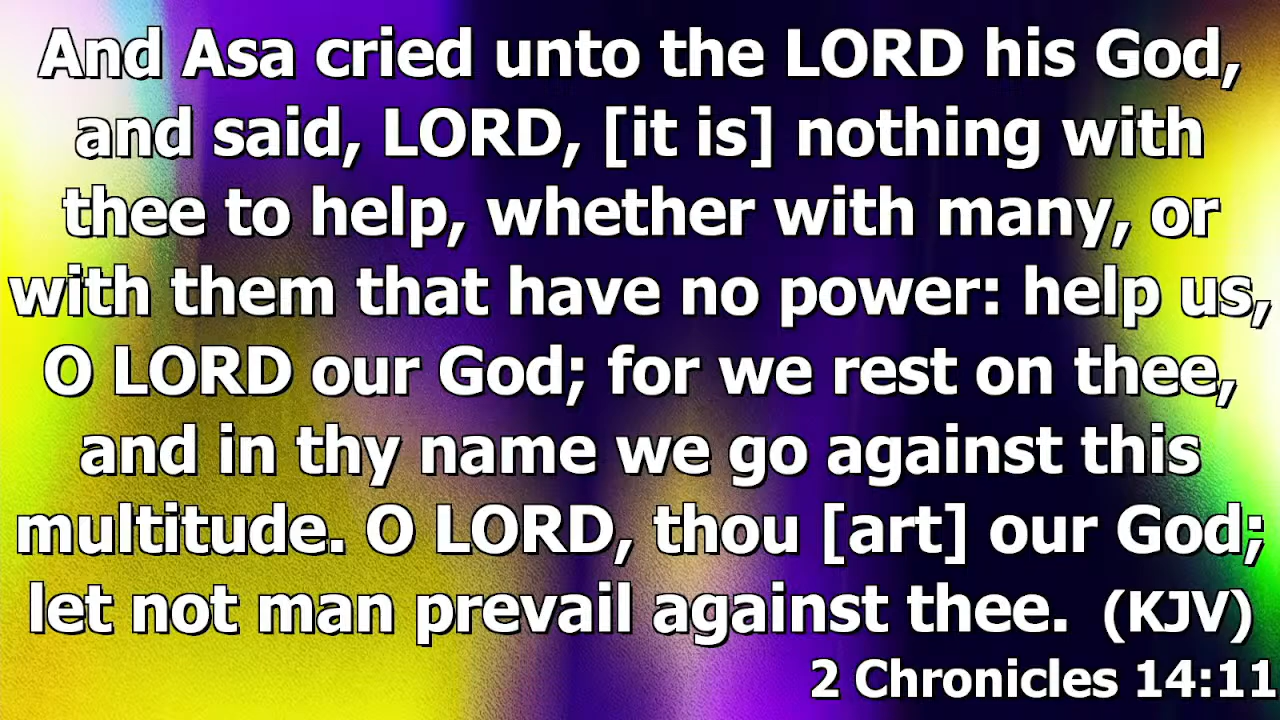 And Asa cried unto the LORD his God,
and said, LORD, [it is] nothing with
thee to help, whether with many, or
with them that have no power: help us,
O LORD our God; for we rest on thee,
and in thy name we go against this
multitude. O LORD, thou [art] our God;
let not man prevail against thee. (KJV)
2 Chronicles 14:11